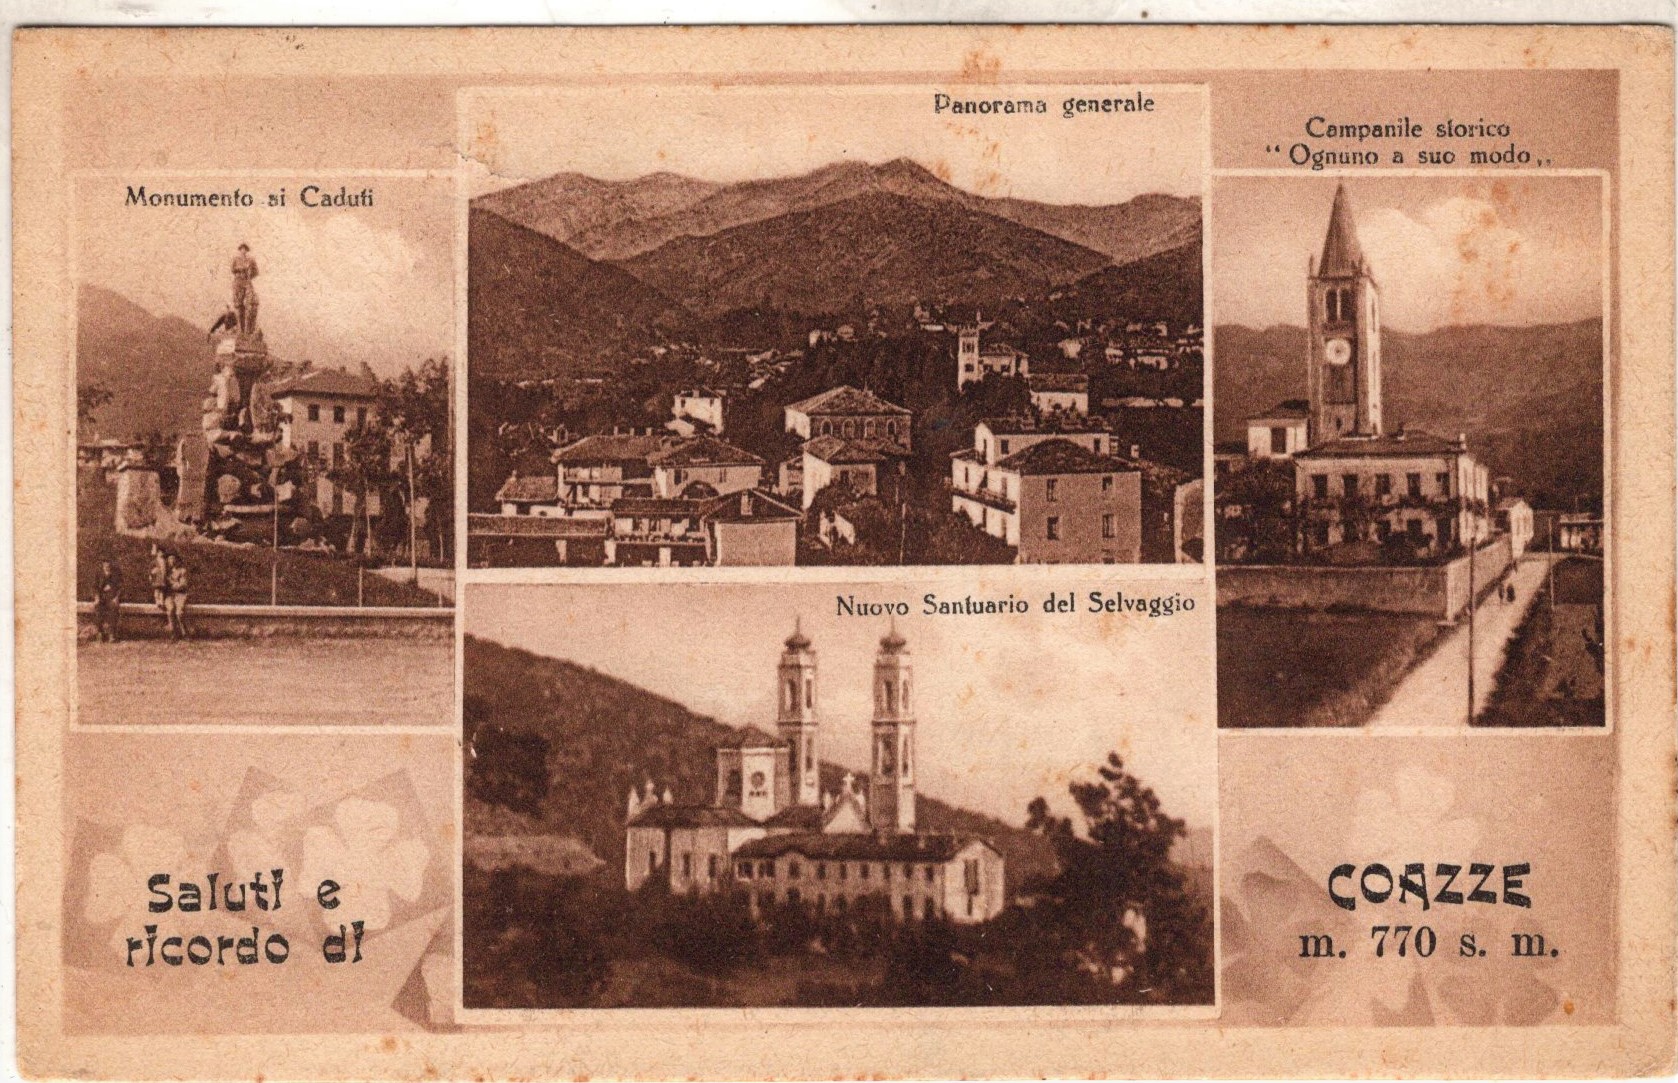 Panorama generale
Campanile storico
“ Ognuno a suo modo „
Monumento ai Caduti
Nuovo Santuario del Selvaggio
Saluti e
ricordo di
COAZZE
m. 770 s. m.